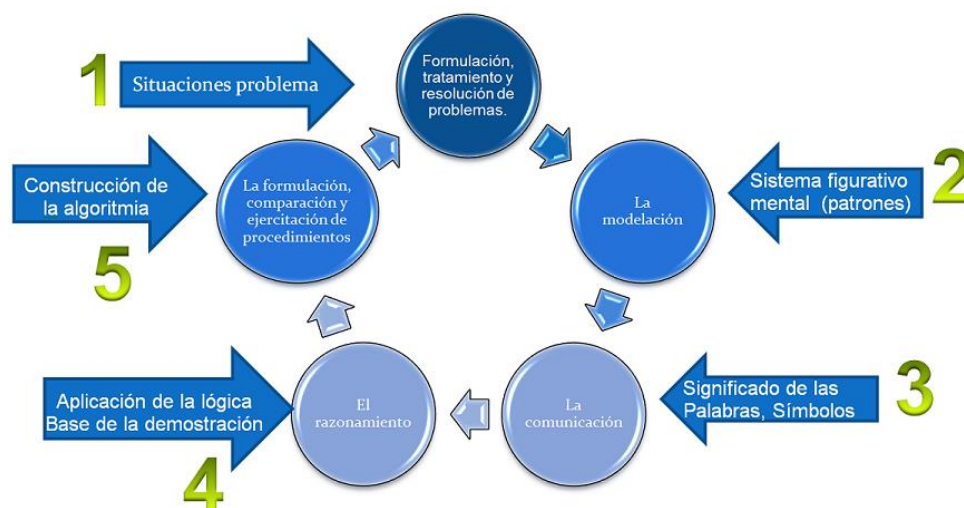 1
Situaciones problema
Formulación,
tratamiento y
resolución de
problemas.
2
Sistema figurativo
mental (patrones)
La
modelación
3
Significado de las
Palabras, Símbolos
La
comunicación
4
Aplicación de la lógica
Base de la demostración
El
razonamiento
5
Construcción de
la algoritmia
La formulación,
comparación y
ejercitación de
procedimientos